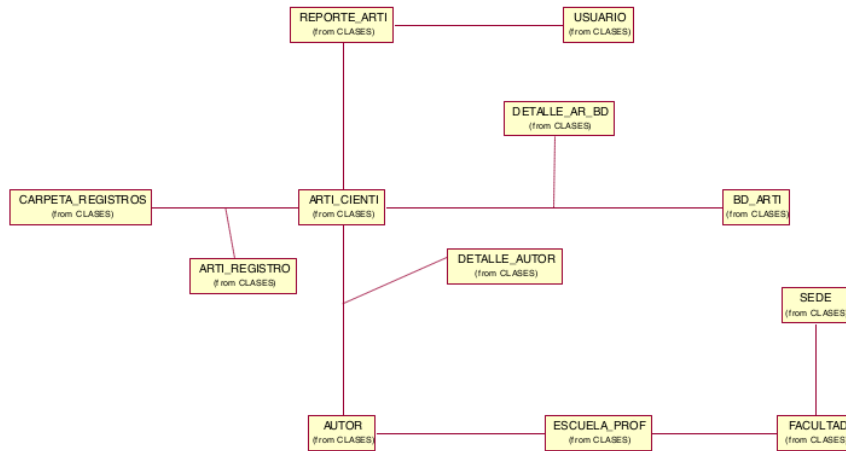 REPORTE_ARTI
(from CLASES)
USUARIO
(from CLASES)
DETALLE_AR_BD
(from CLASES)
CARPETA_REGISTROS
(from CLASES)
ARTI_CIENTI
(from CLASES)
BD_ARTI
(from CLASES)
ARTI_REGISTRO
(from CLASES)
DETALLE_AUTOR
(from CLASES)
SEDE
(from CLASES)
AUTOR
(from CLASES)
ESCUELA_PROF
(from CLASES)
FACULTAD
(from CLASES)